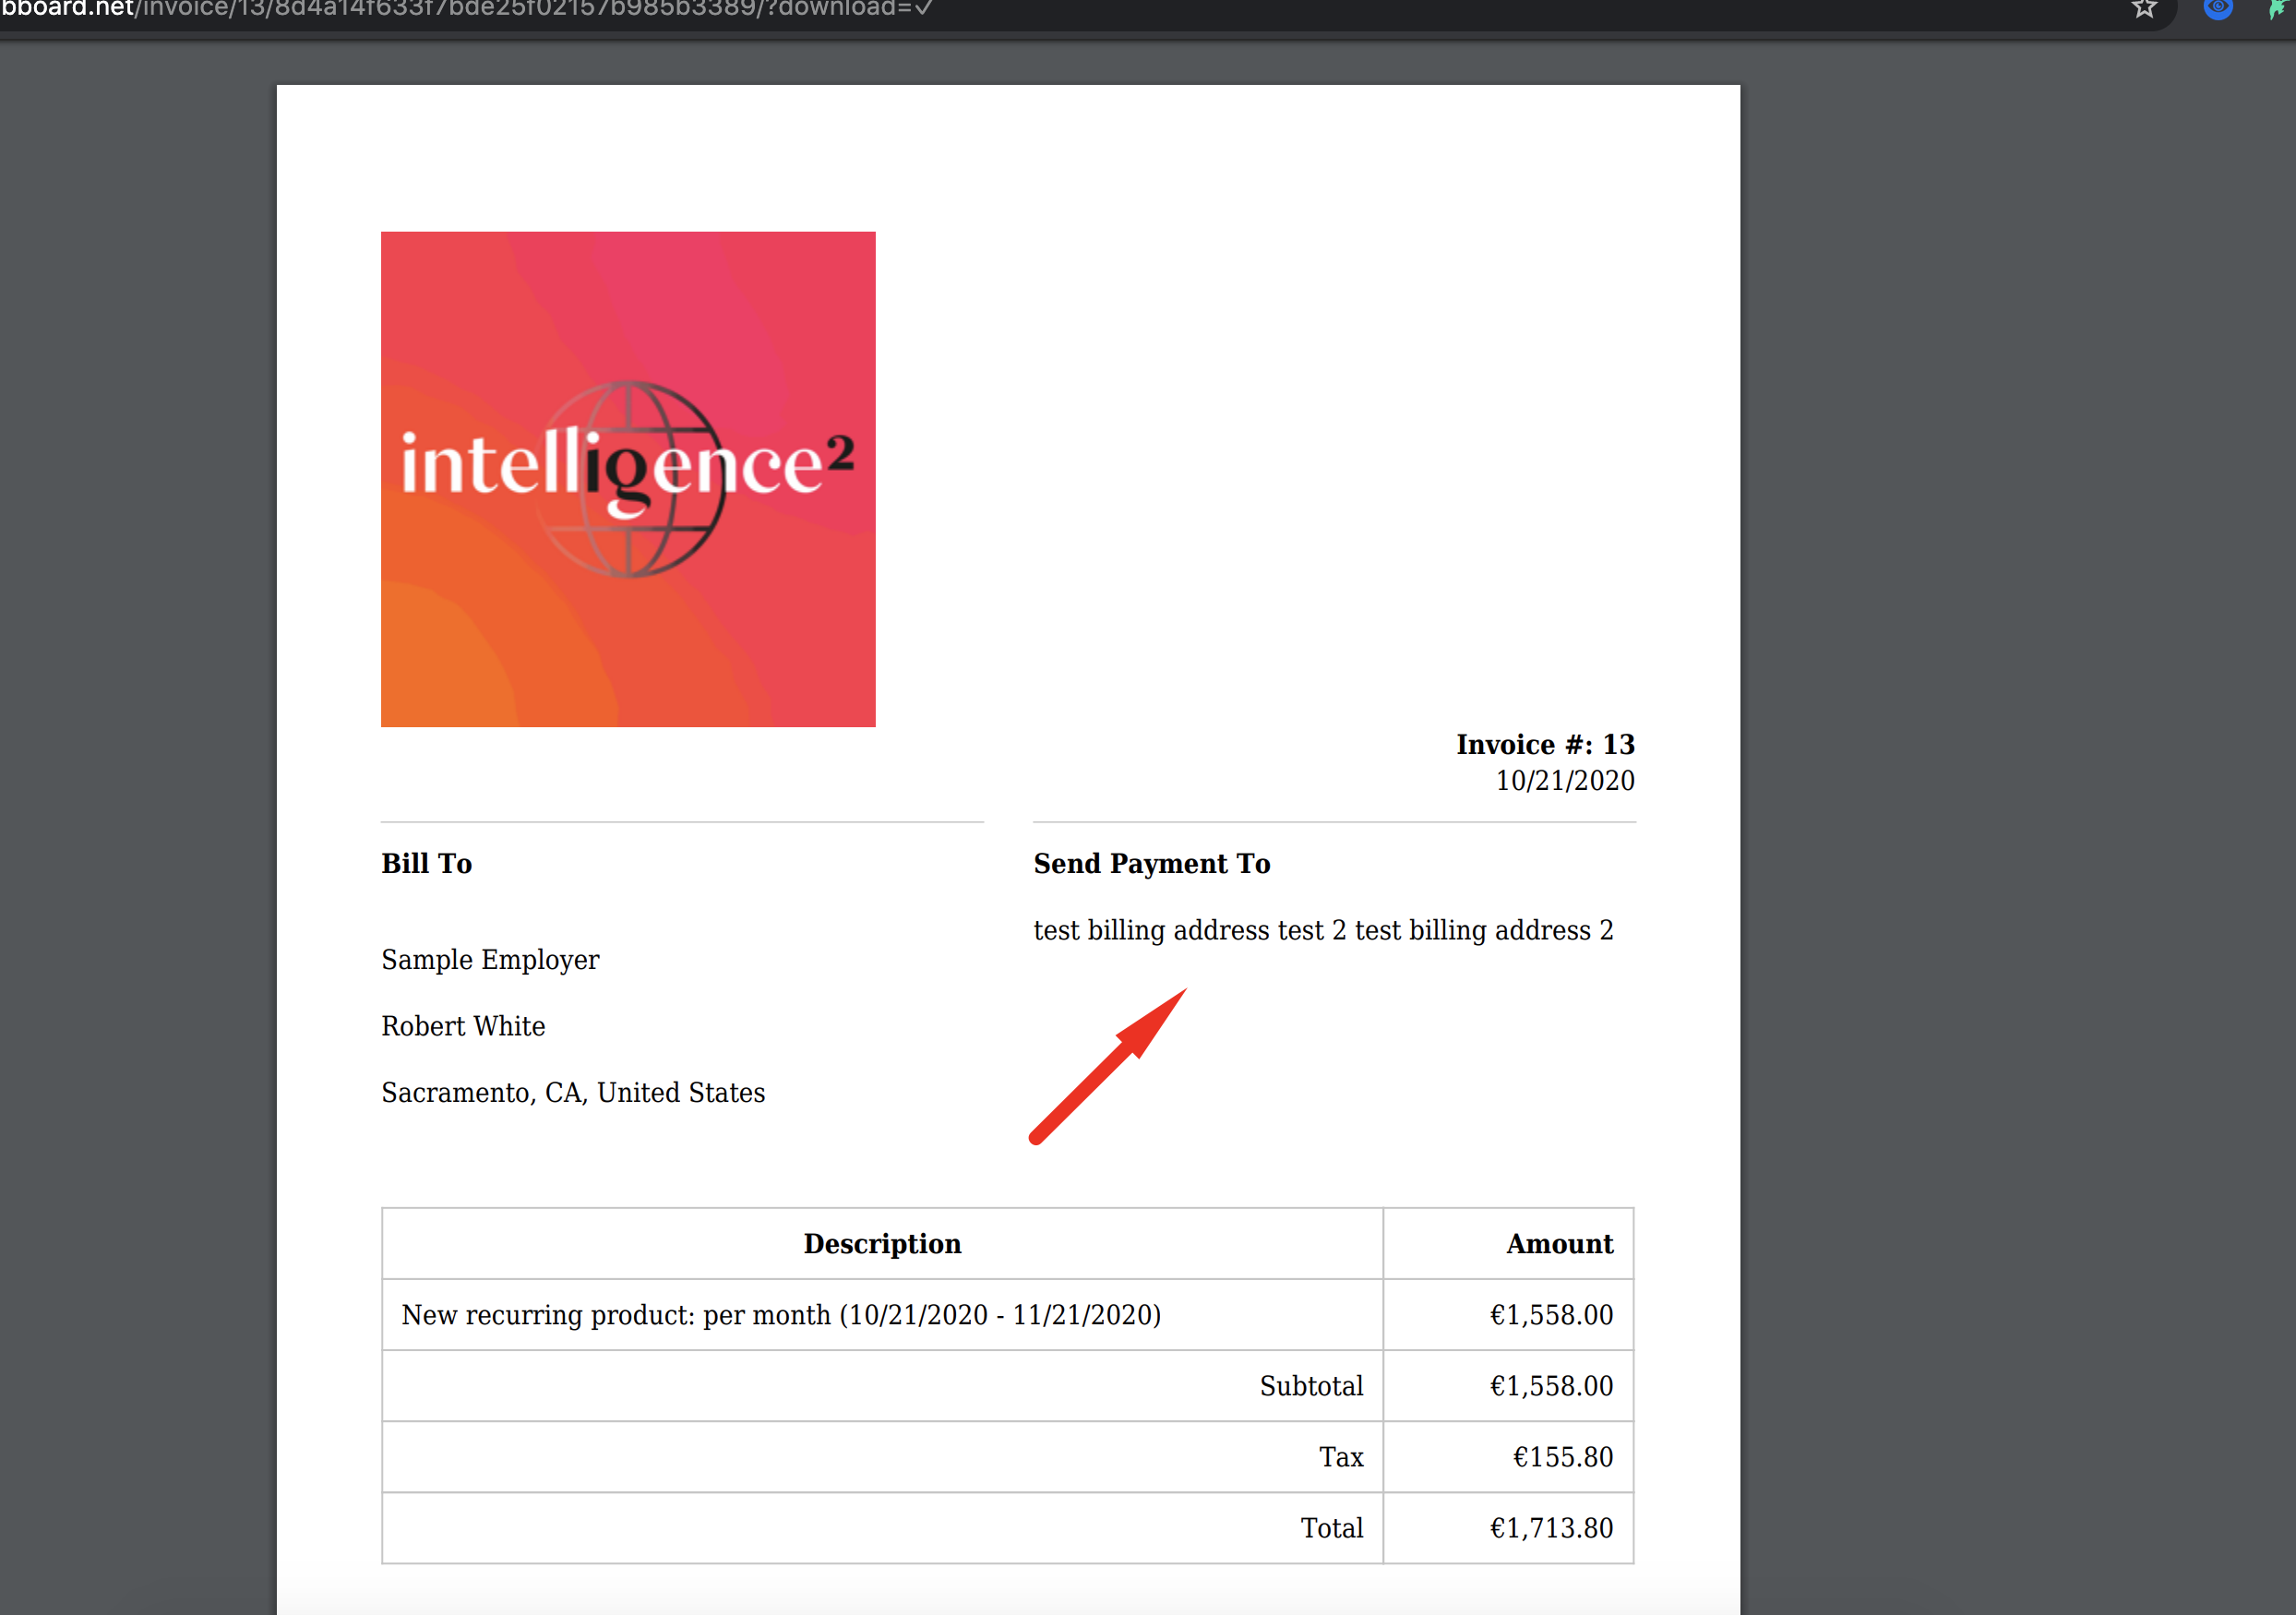 bboard.net/invoice/13/8d4a14f633f7bde25f02157b985b3389/?download=✓
intelligence²
Invoice #: 13
10/21/2020
Bill To
Send Payment To
test billing address test 2 test billing address 2
Sample Employer
Robert White
Sacramento, CA, United States
Description Amount
New recurring product: per month (10/21/2020 - 11/21/2020) €1,558.00
Subtotal €1,558.00
Tax €155.80
Total €1,713.80